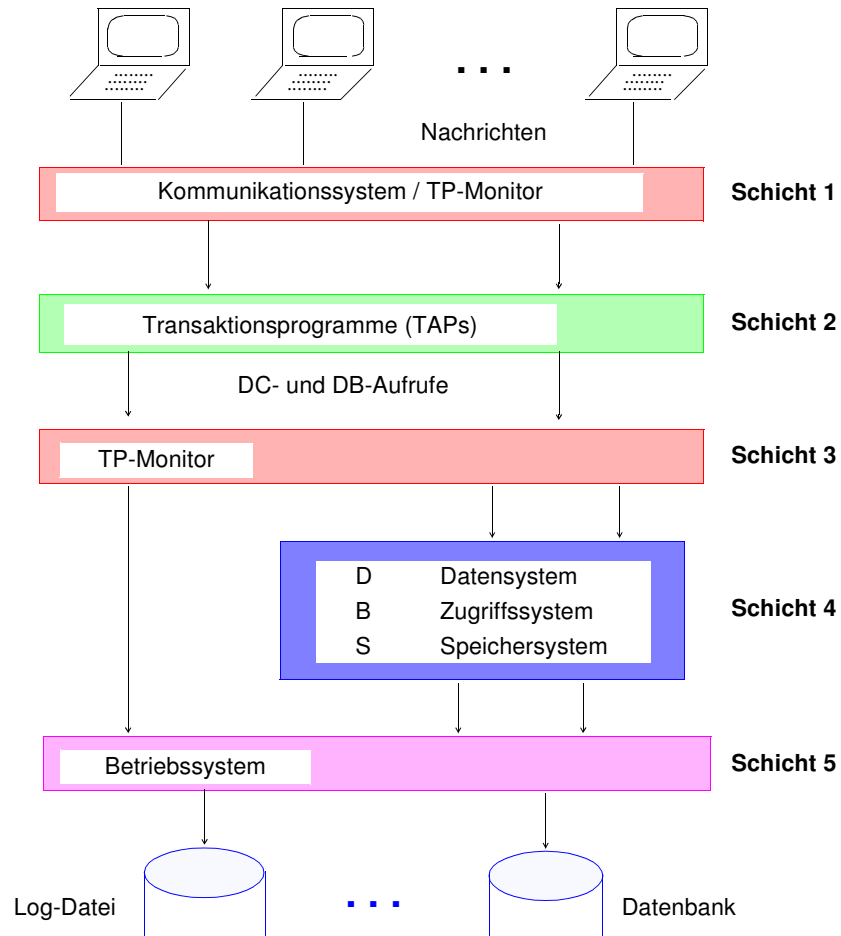 . . .
Nachrichten
Kommunikationssystem / TP-Monitor
Schicht 1
Transaktionsprogramme (TAPs)
Schicht 2
DC- und DB-Aufrufe
TP-Monitor
Schicht 3
D Datensystem
B Zugriffssystem
S Speichersystem
Schicht 4
Betriebssystem
Schicht 5
Log-Datei
. . .
Datenbank